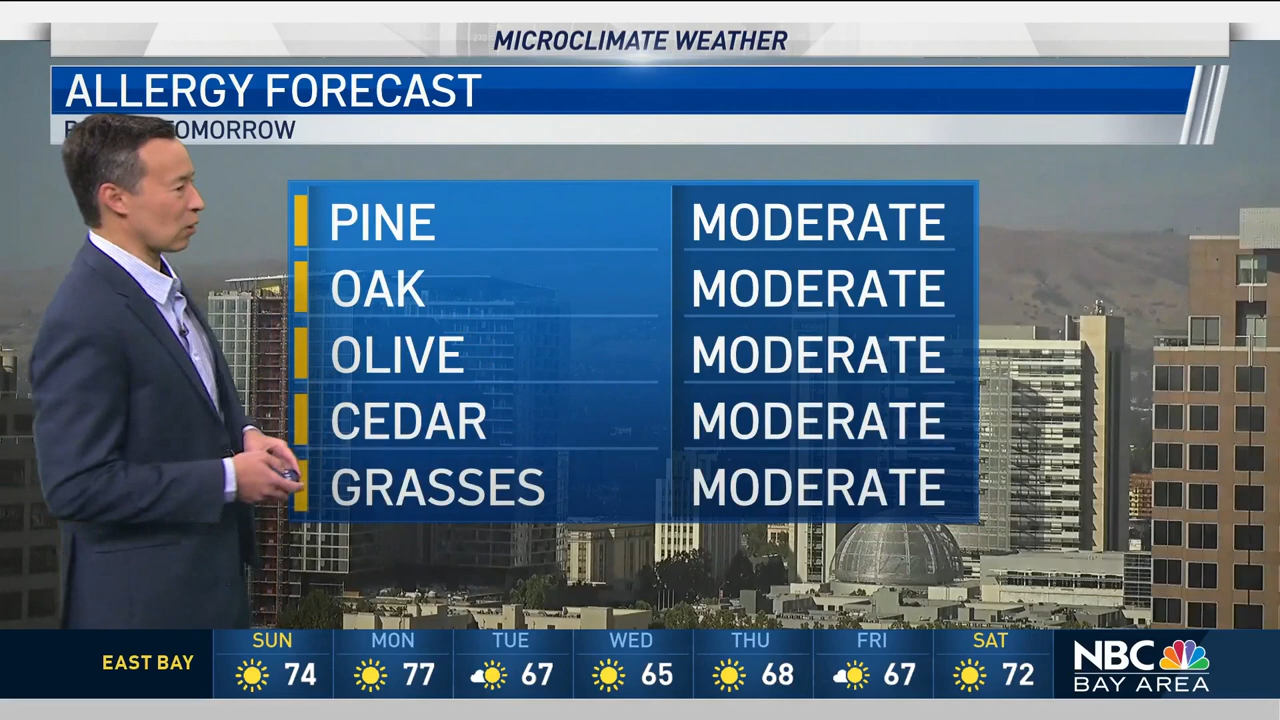 MICROCLIMATE WEATHER
ALLERGY FORECAST
TOMORROW
PINE MODERATE
OAK MODERATE
OLIVE MODERATE
CEDAR MODERATE
GRASSES MODERATE
SUN MON TUE WED THU FRI SAT
EAST BAY 74 77 67 65 68 67 72
NBC
BAY AREA